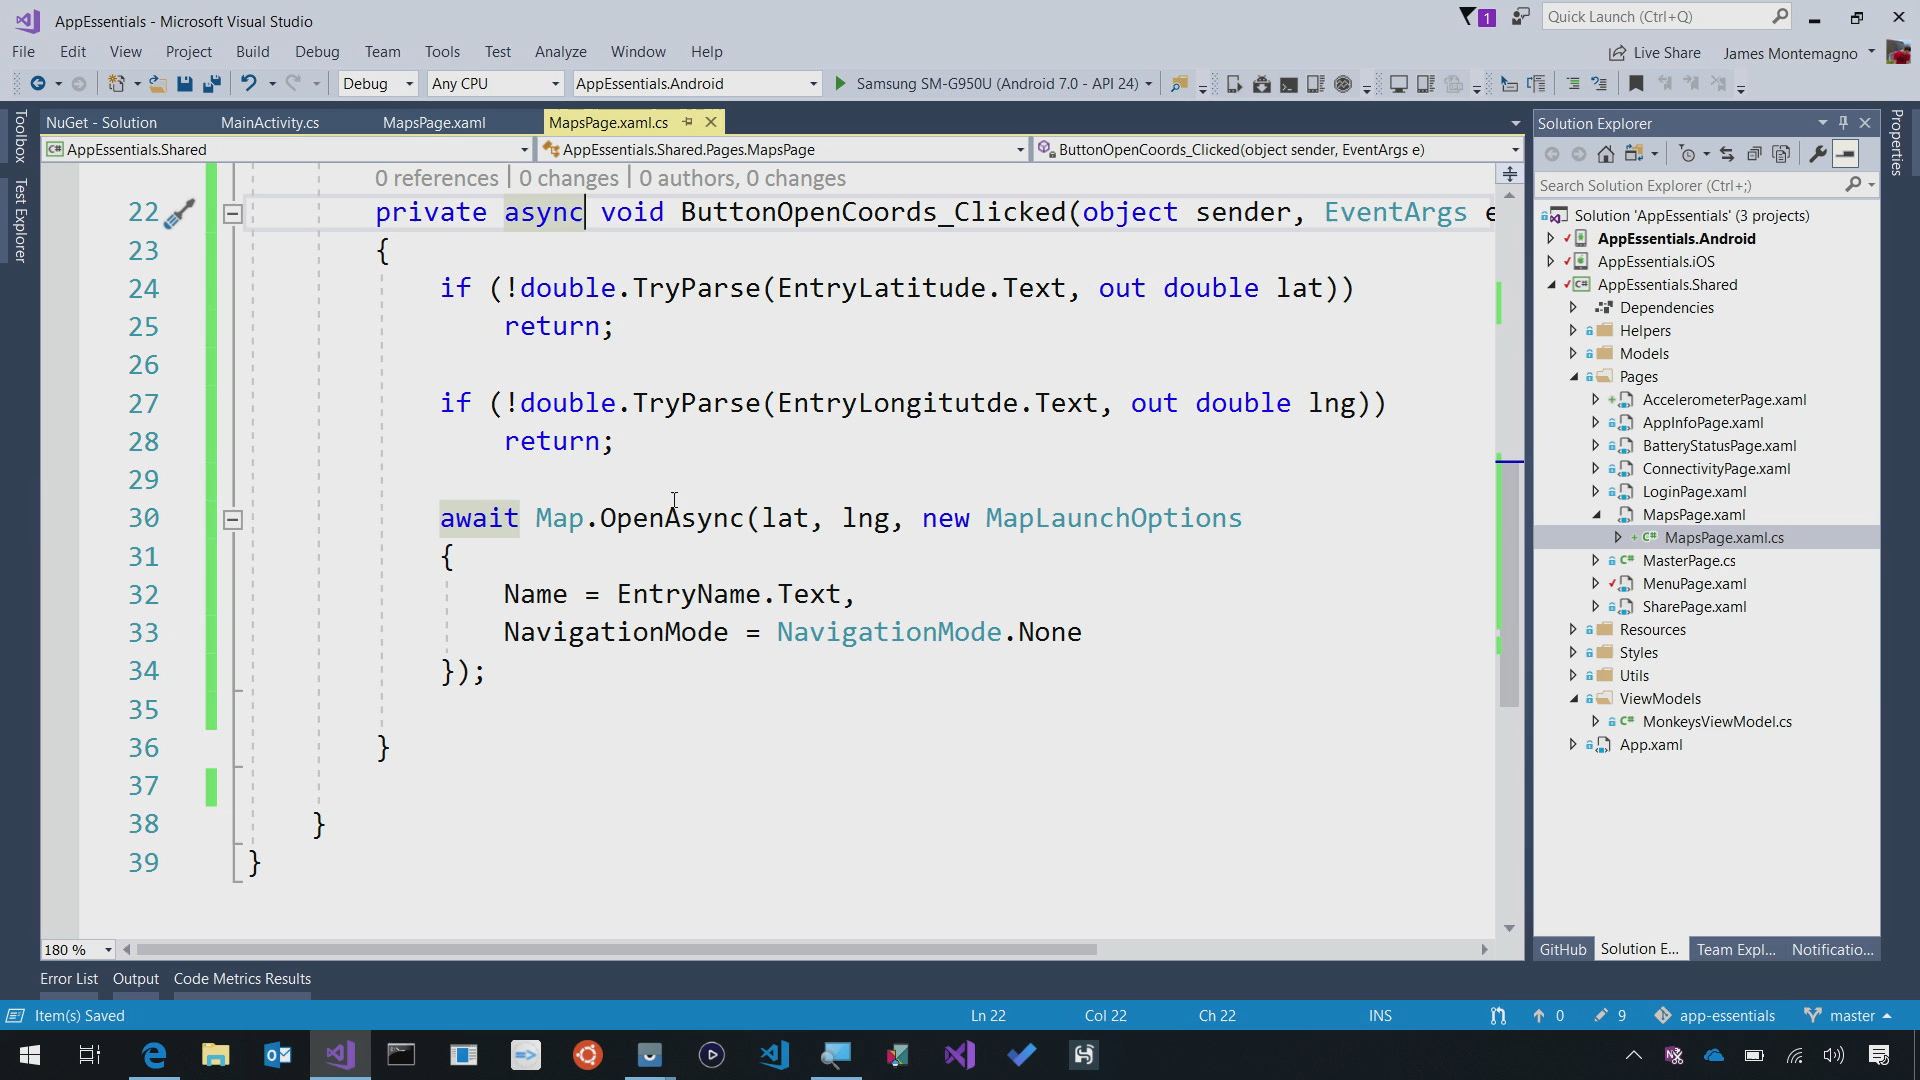 AppEssentials - Microsoft Visual Studio
1
Quick Launch (Ctrl+Q)
File Edit View Project Build Debug Team Tools Test Analyze Window Help
Live Share James Montemagno
Debug Any CPU AppEssentials.Android Samsung SM-G950U (Android 7.0 - API 24)
Toolbox
Test Explorer
NuGet - Solution MainActivity.cs MapsPage.xaml MapsPage.xaml.cs
AppEssentials.Shared AppEssentials.Shared.Pages.MapsPage ButtonOpenCoords_Clicked(object sender, EventArgs e)
0 references | 0 changes | 0 authors, 0 changes
22 private async void ButtonOpenCoords_Clicked(object sender, EventArgs e
23 {
24 if (!double.TryParse(EntryLatitude.Text, out double lat))
25 return;
26
27 if (!double.TryParse(EntryLongitutde.Text, out double lng))
28 return;
29
30 await Map.OpenAsync(lat, lng, new MapLaunchOptions
31 {
32 Name = EntryName.Text,
33 NavigationMode = NavigationMode.None
34 });
35
36 }
37
38 }
39 }
180 %
Solution Explorer
Search Solution Explorer (Ctrl+;)
Solution 'AppEssentials' (3 projects)
AppEssentials.Android
AppEssentials.iOS
AppEssentials.Shared
Dependencies
Helpers
Models
Pages
AccelerometerPage.xaml
AppInfoPage.xaml
BatteryStatusPage.xaml
ConnectivityPage.xaml
LoginPage.xaml
MapsPage.xaml
MapsPage.xaml.cs
MasterPage.cs
MenuPage.xaml
SharePage.xaml
Resources
Styles
Utils
ViewModels
MonkeysViewModel.cs
App.xaml
GitHub Solution E... Team Expl... Notificatio...
Properties
Error List Output Code Metrics Results
Item(s) Saved Ln 22 Col 22 Ch 22 INS 0 9 app-essentials master